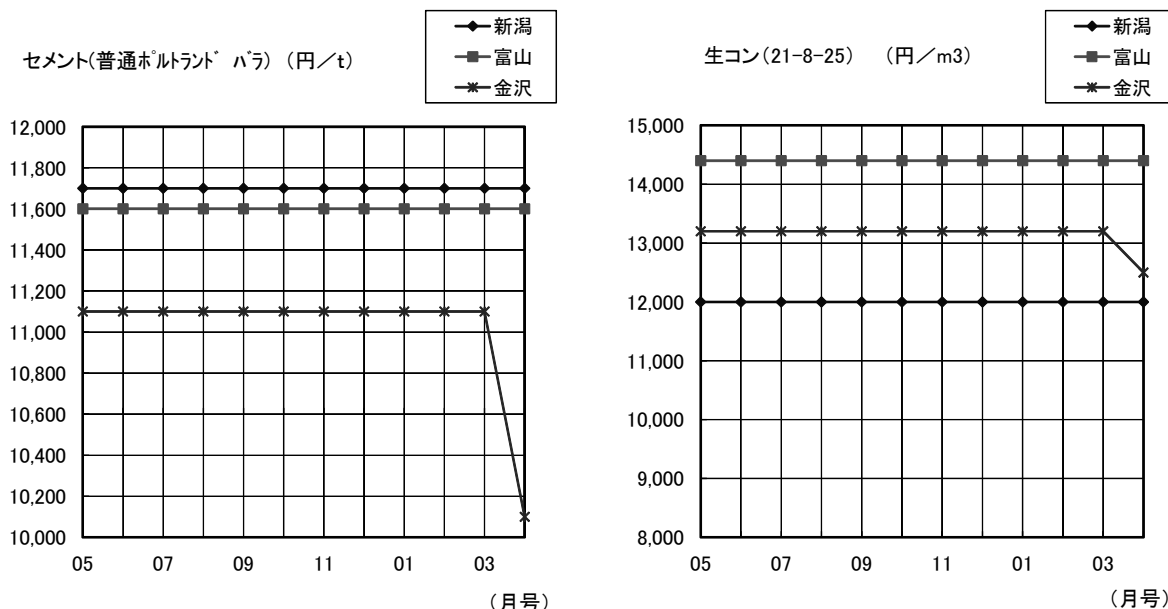 セメント(普通ﾎﾟﾙﾄﾗﾝﾄﾞ ﾊﾞﾗ) (円／t)
新潟
富山
金沢
12,000
11,800
11,600
11,400
11,200
11,000
10,800
10,600
10,400
10,200
10,000
05 07 09 11 01 03
(月号)
生コン(21-8-25) (円／m3)
新潟
富山
金沢
15,000
14,000
13,000
12,000
11,000
10,000
9,000
8,000
05 07 09 11 01 03
(月号)